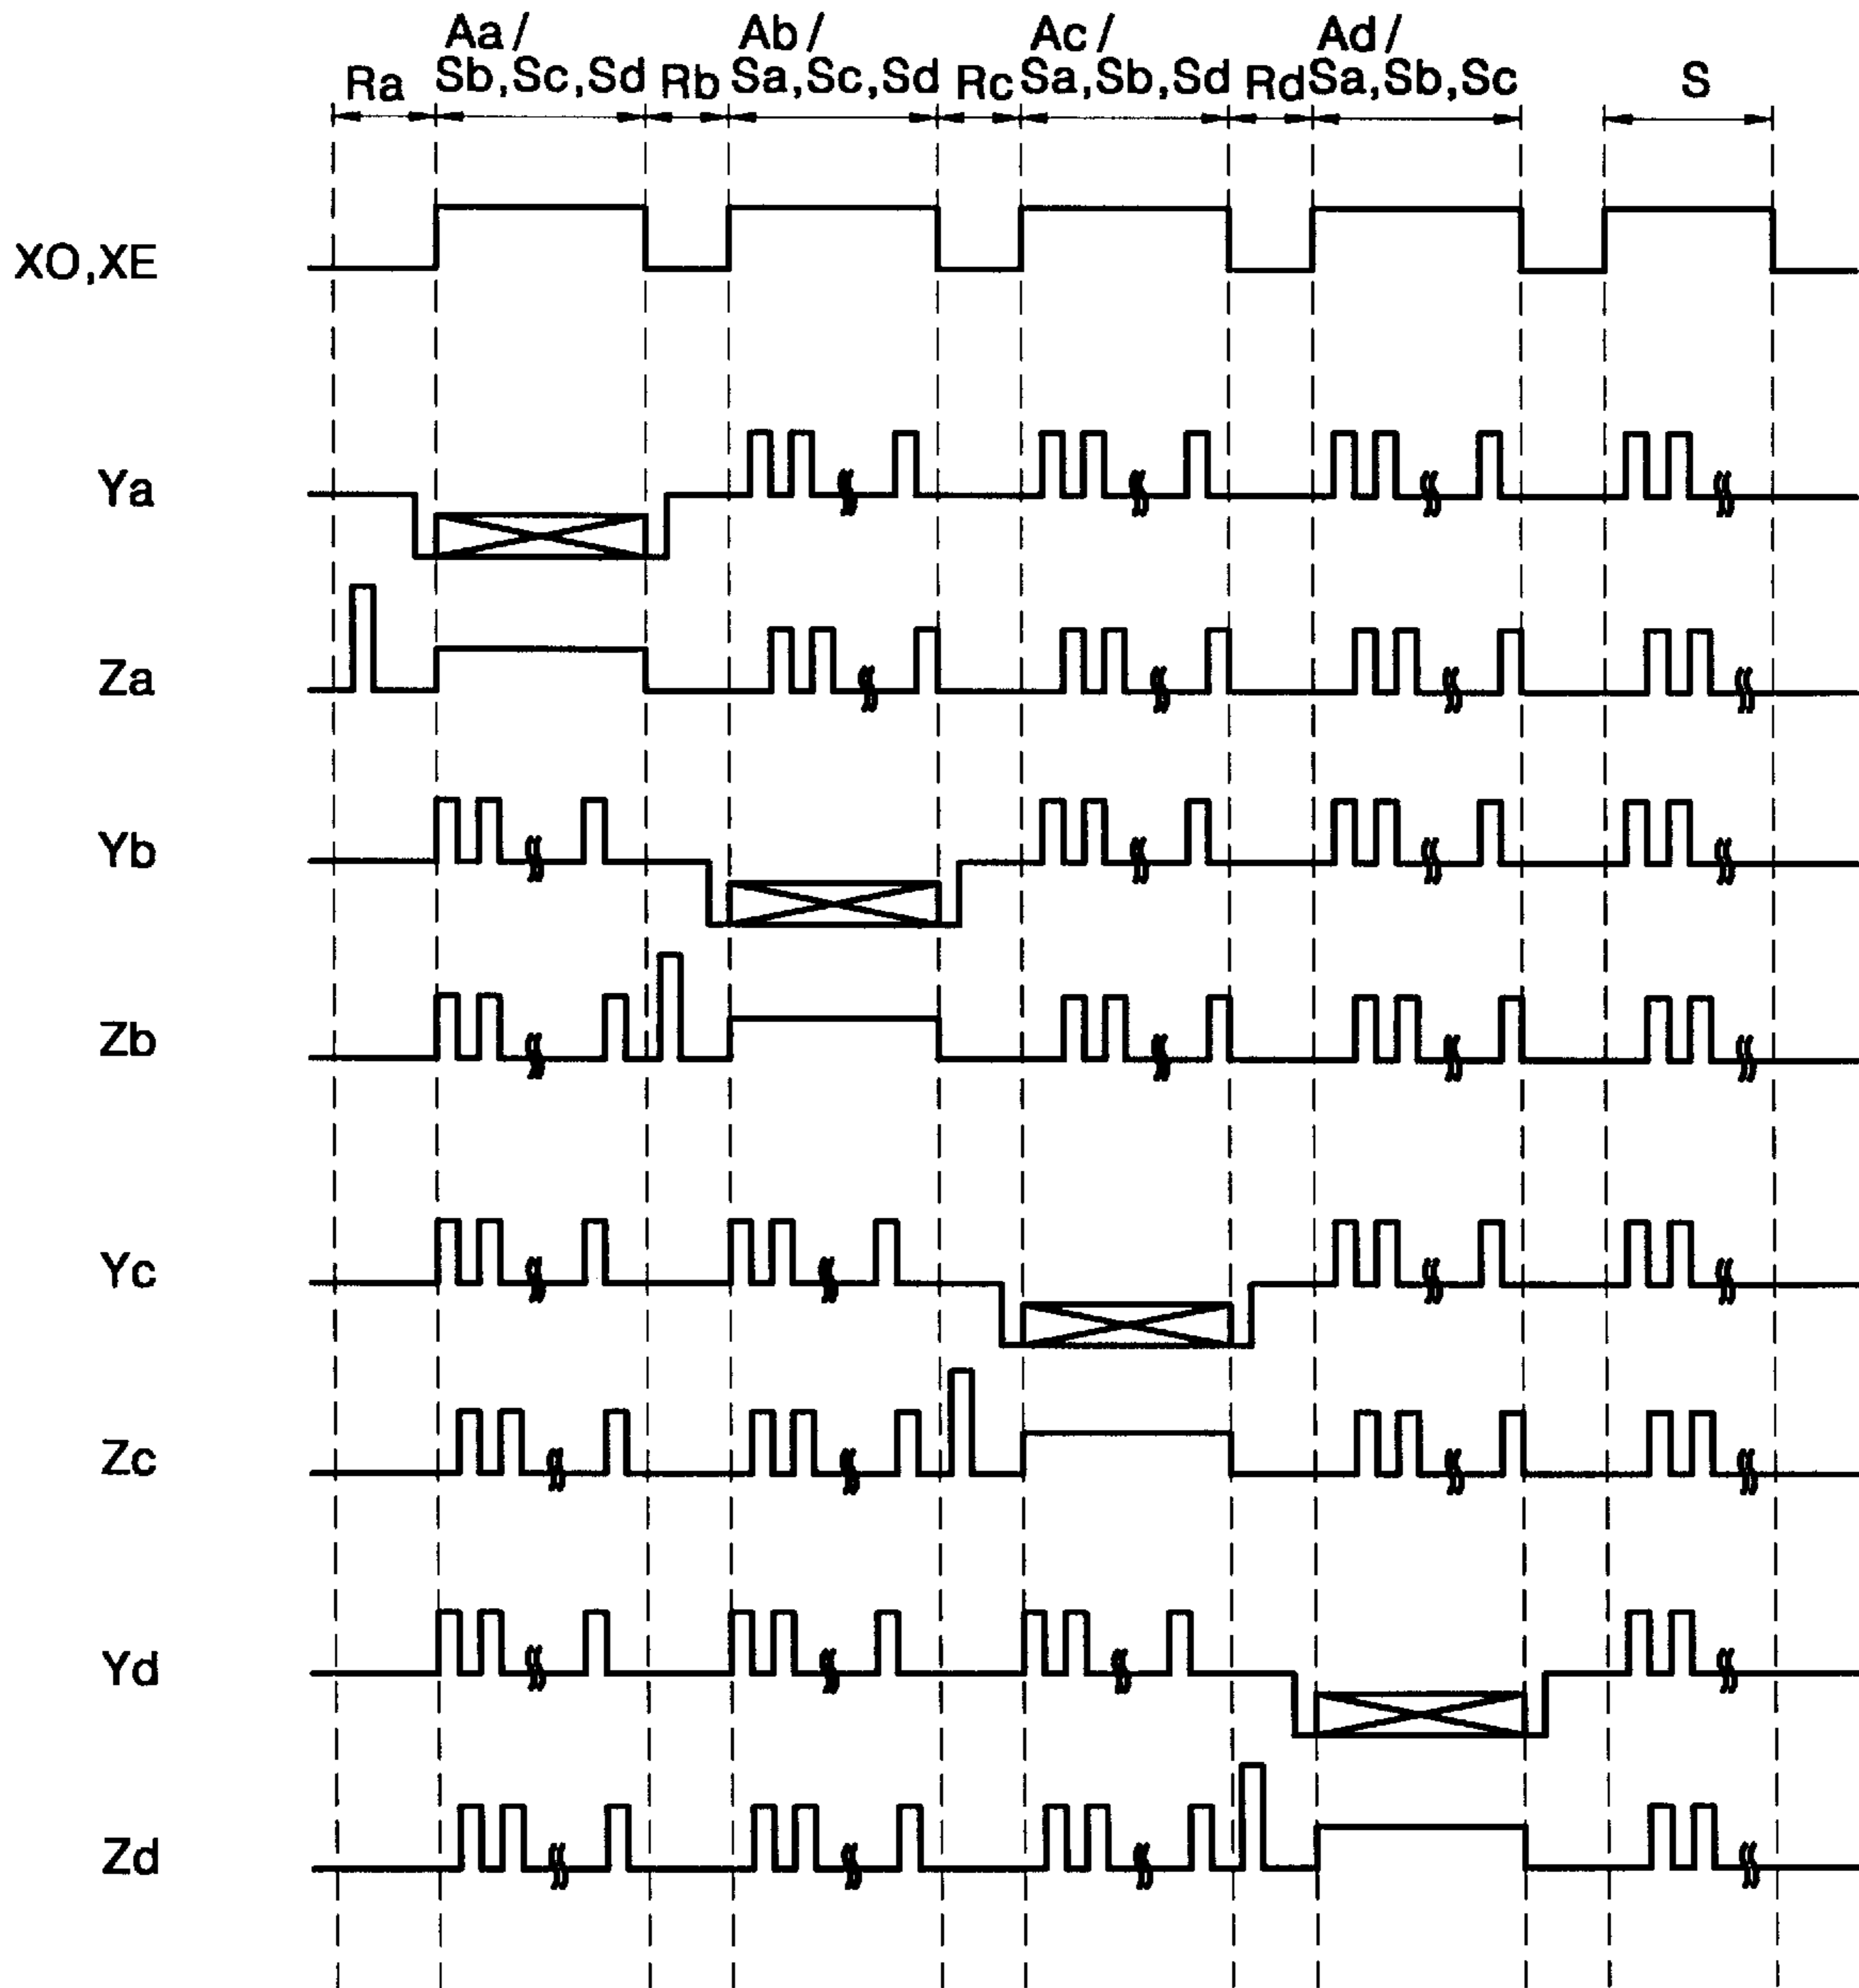 Aa/ Ab/ Ac/ Ad/
Ra Sb,Sc,Sd Rb Sa,Sc,Sd Rc Sa,Sb,Sd Rd Sa,Sb,Sc S
XO,XE
Ya
Za
Yb
Zb
Yc
Zc
Yd
Zd